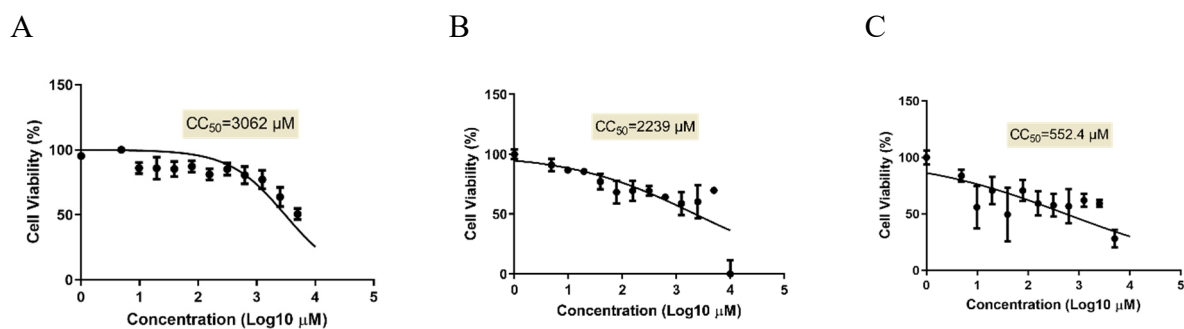 A
B
C
CC50=3062 µM
Cell Viability (%)
150
100
50
0
0 1 2 3 4 5
Concentration (Log10 µM)
CC50=2239 µM
Cell Viability (%)
150
100
50
0
0 1 2 3 4 5
Concentration (Log10 µM)
CC50=552.4 µM
Cell Viability (%)
150
100
50
0
0 1 2 3 4 5
Concentration (Log10 µM)